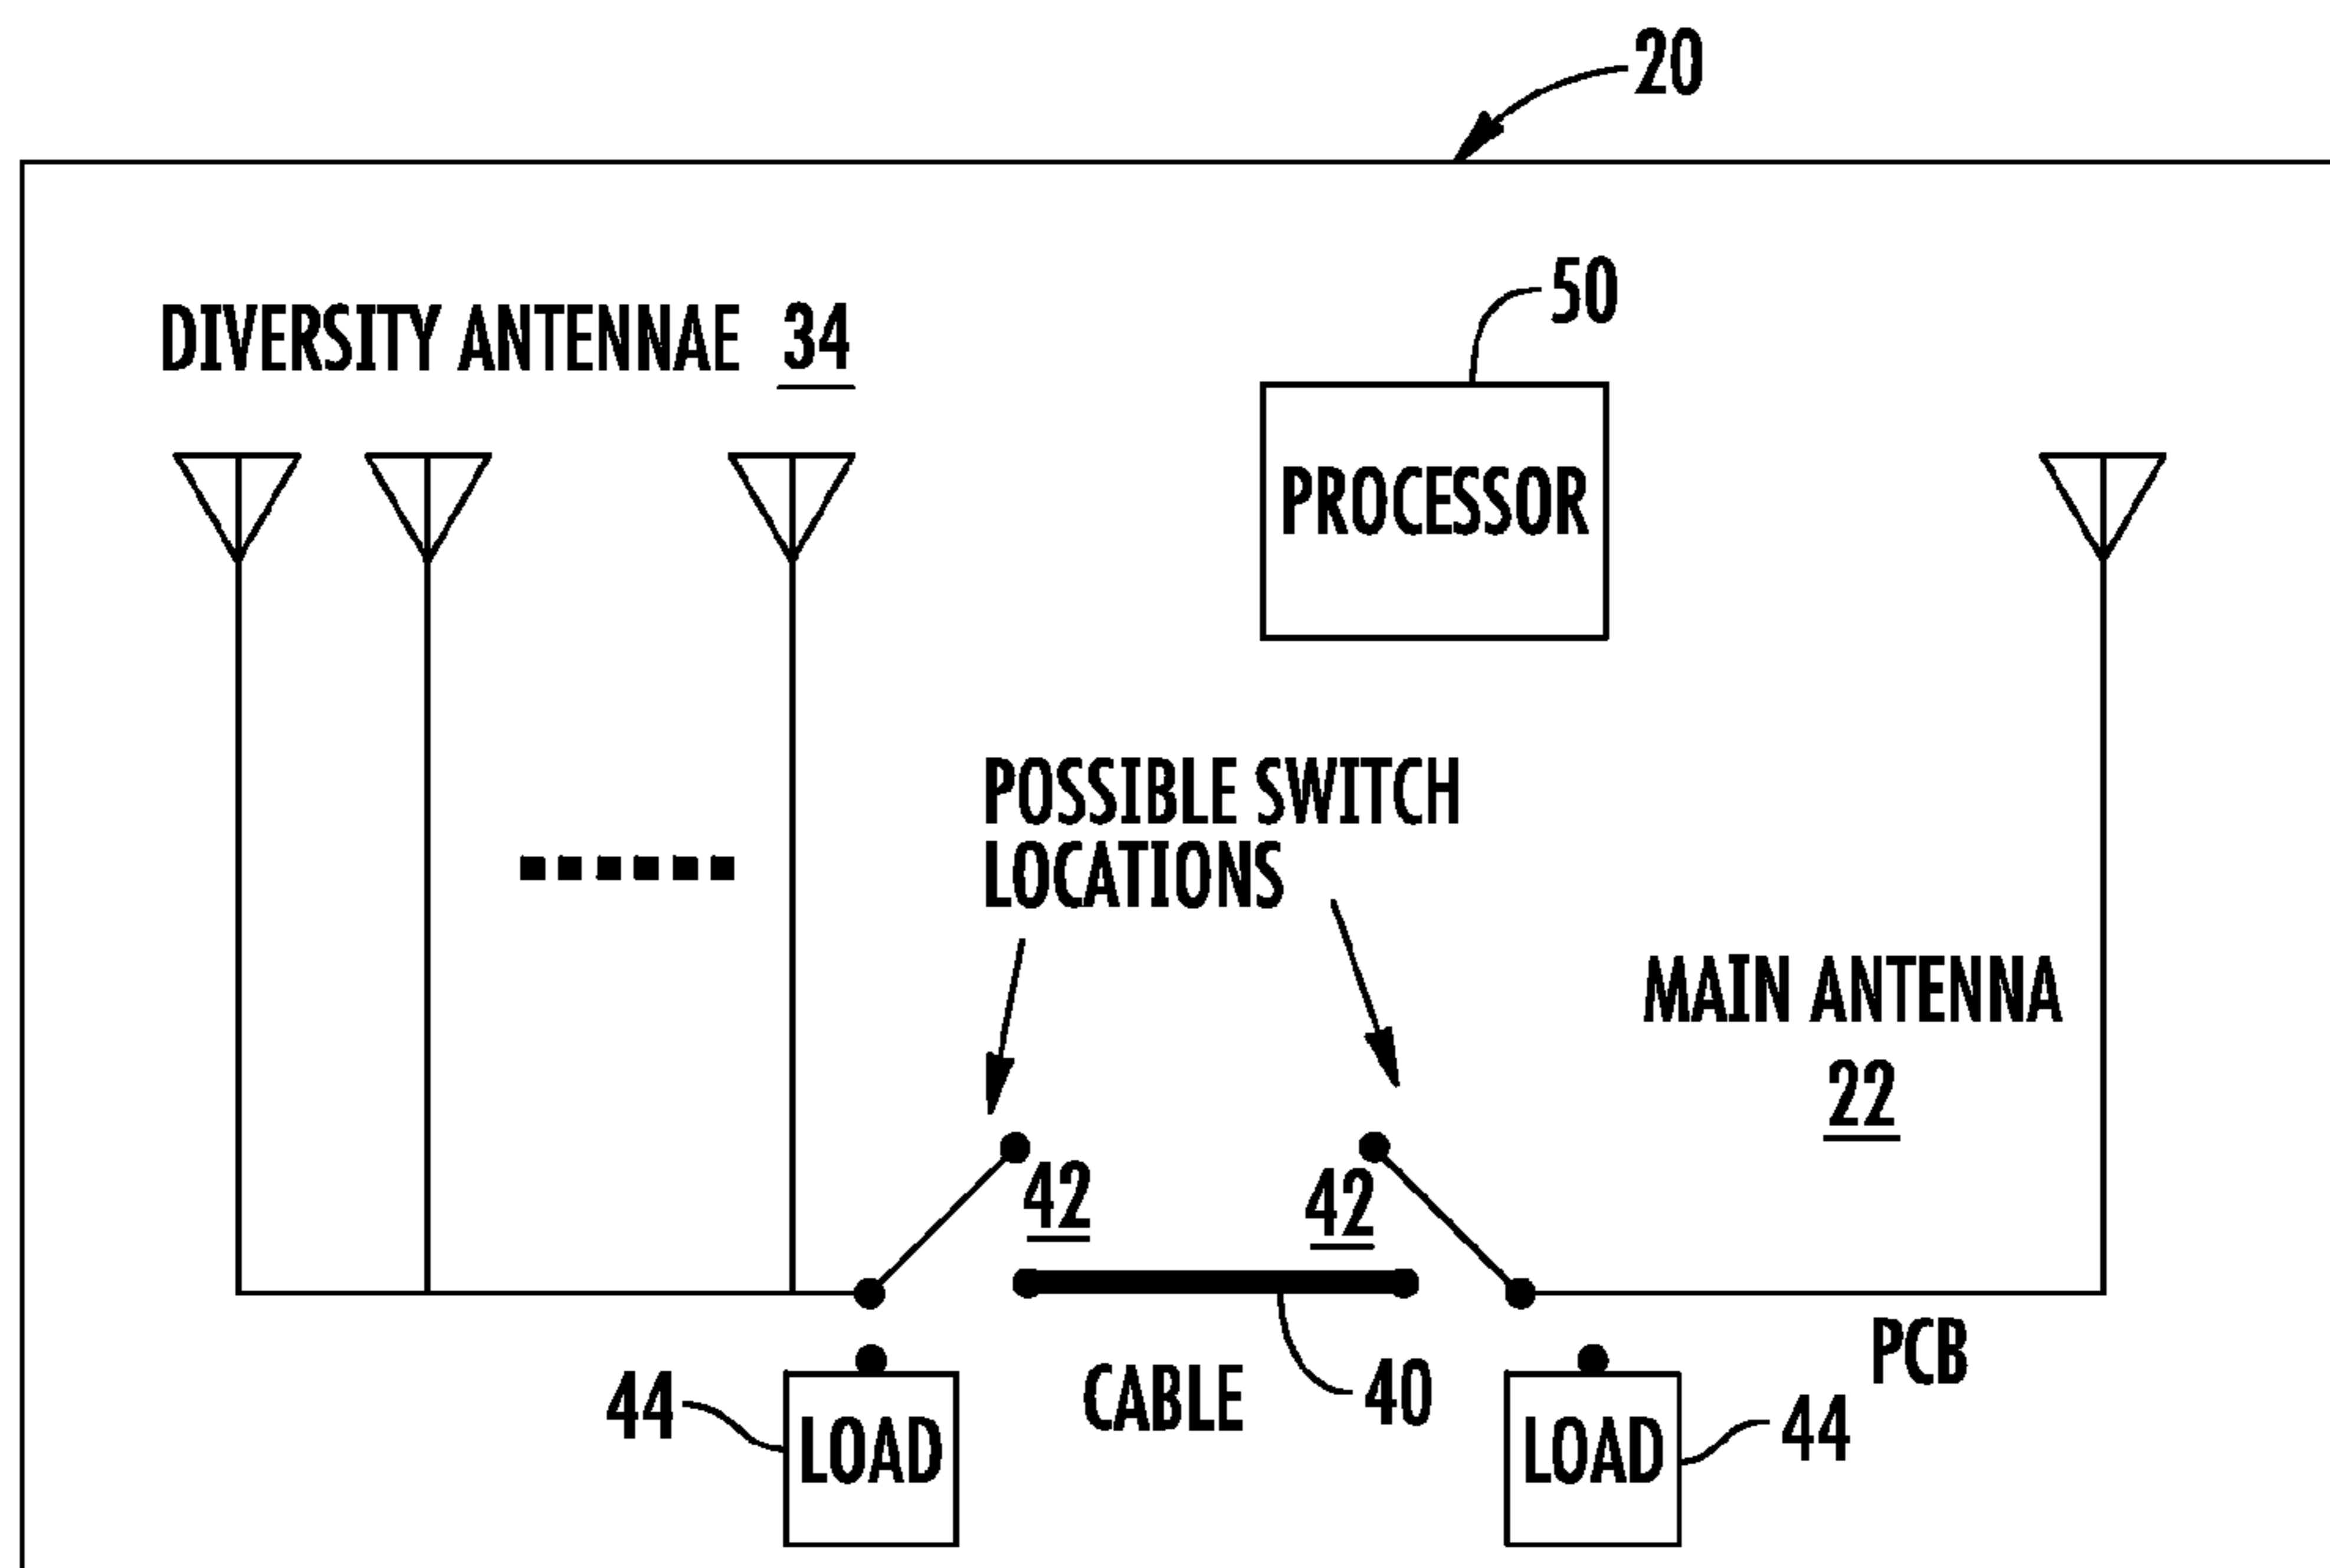 20
DIVERSITY ANTENNAE 34
50
PROCESSOR
POSSIBLE SWITCH
LOCATIONS
MAIN ANTENNA
22
42
42
PCB
44
LOAD
CABLE
40
LOAD
44